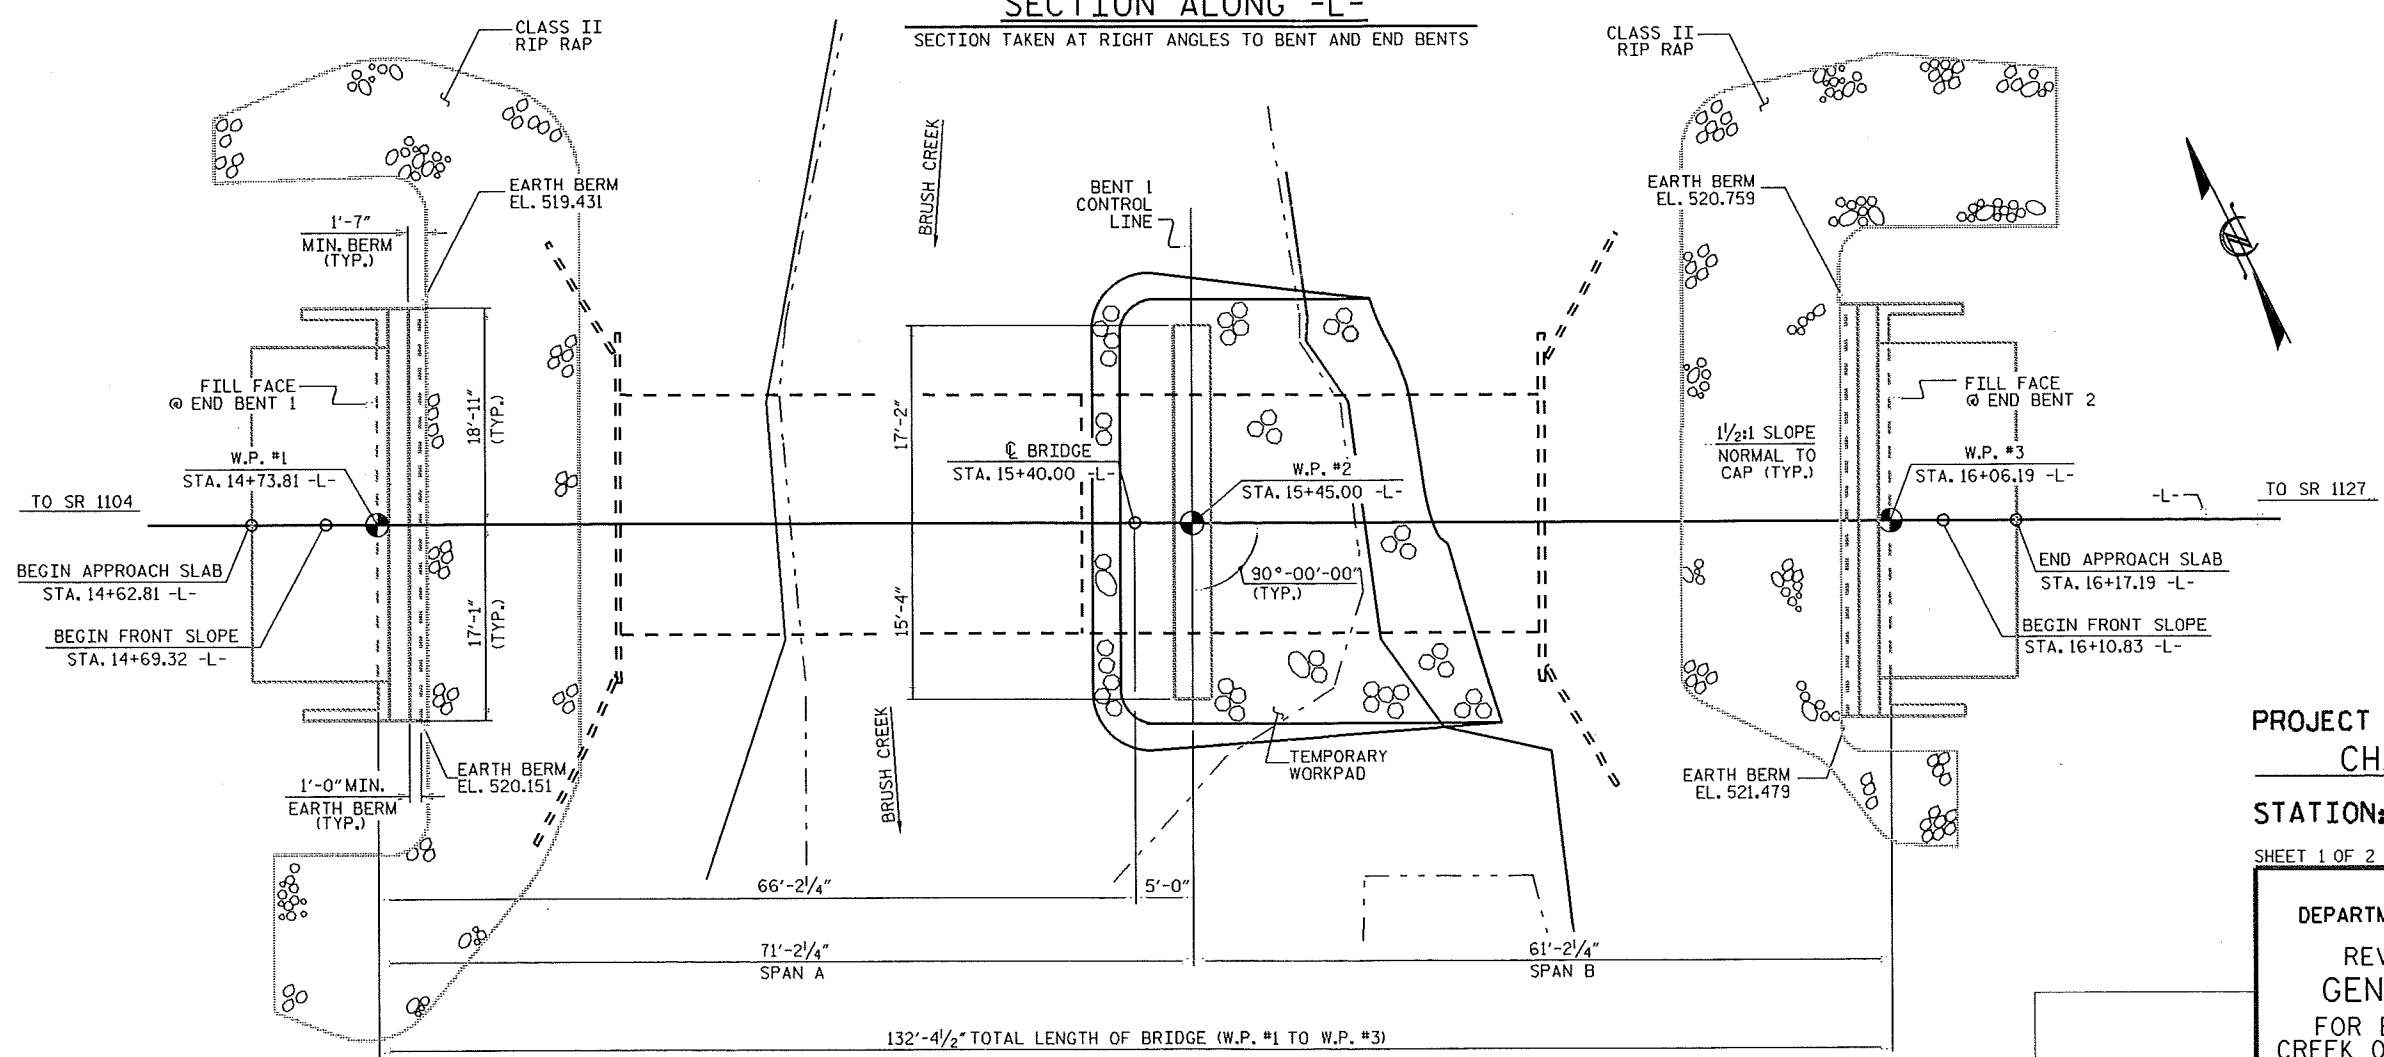 SECTION ALONG -L-
SECTION TAKEN AT RIGHT ANGLES TO BENT AND END BENTS
CLASS II
RIP RAP
CLASS II
RIP RAP
EARTH BERM
EL. 519.431
1'-7"
MIN. BERM
(TYP.)
BRUSH CREEK
BENT 1
CONTROL
LINE
EARTH BERM
EL. 520.759
FILL FACE
@ END BENT 1
18'-11"
(TYP.)
17'-2"
FILL FACE
@ END BENT 2
1½:1 SLOPE
NORMAL TO
CAP (TYP.)
W.P. #1
STA. 14+73.81 -L-
℄ BRIDGE
STA. 15+40.00 -L-
W.P. #2
STA. 15+45.00 -L-
W.P. #3
STA. 16+06.19 -L-
TO SR 1104
-L-
TO SR 1127
BEGIN APPROACH SLAB
STA. 14+62.81 -L-
17'-1"
(TYP.)
15'-4"
90°-00'-00"
(TYP.)
END APPROACH SLAB
STA. 16+17.19 -L-
BEGIN FRONT SLOPE
STA. 14+69.32 -L-
BEGIN FRONT SLOPE
STA. 16+10.83 -L-
1'-0" MIN.
EARTH BERM
(TYP.)
EARTH BERM
EL. 520.151
BRUSH CREEK
TEMPORARY
WORKPAD
EARTH BERM
EL. 521.479
66'-2¼"
5'-0"
71'-2¼"
SPAN A
61'-2¼"
SPAN B
132'-4½" TOTAL LENGTH OF BRIDGE (W.P. #1 TO W.P. #3)
PROJECT
CH
STATION:
SHEET 1 OF 2
DEPARTM
REV
GEN
FOR
CREEK O